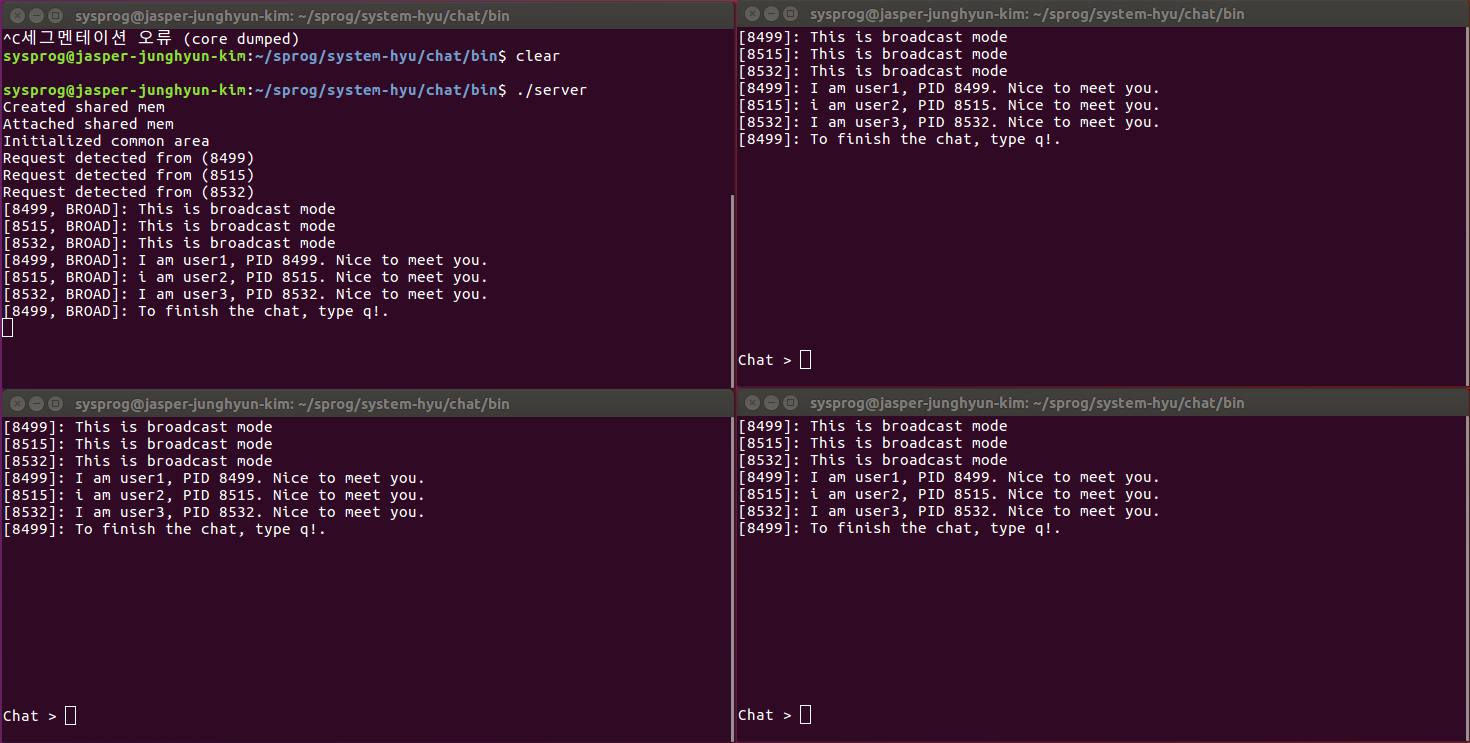 sysprog@jasper-junghyun-kim: ~/sprog/system-hyu/chat/bin
^C세그멘테이션 오류 (core dumped)
sysprog@jasper-junghyun-kim:~/sprog/system-hyu/chat/bin$ clear
sysprog@jasper-junghyun-kim:~/sprog/system-hyu/chat/bin$ ./server
Created shared mem
Attached shared mem
Initialized common area
Request detected from (8499)
Request detected from (8515)
Request detected from (8532)
[8499, BROAD]: This is broadcast mode
[8515, BROAD]: This is broadcast mode
[8532, BROAD]: This is broadcast mode
[8499, BROAD]: I am user1, PID 8499. Nice to meet you.
[8515, BROAD]: i am user2, PID 8515. Nice to meet you.
[8532, BROAD]: I am user3, PID 8532. Nice to meet you.
[8499, BROAD]: To finish the chat, type q!.
sysprog@jasper-junghyun-kim: ~/sprog/system-hyu/chat/bin
[8499]: This is broadcast mode
[8515]: This is broadcast mode
[8532]: This is broadcast mode
[8499]: I am user1, PID 8499. Nice to meet you.
[8515]: i am user2, PID 8515. Nice to meet you.
[8532]: I am user3, PID 8532. Nice to meet you.
[8499]: To finish the chat, type q!.
Chat >
sysprog@jasper-junghyun-kim: ~/sprog/system-hyu/chat/bin
[8499]: This is broadcast mode
[8515]: This is broadcast mode
[8532]: This is broadcast mode
[8499]: I am user1, PID 8499. Nice to meet you.
[8515]: i am user2, PID 8515. Nice to meet you.
[8532]: I am user3, PID 8532. Nice to meet you.
[8499]: To finish the chat, type q!.
Chat >
sysprog@jasper-junghyun-kim: ~/sprog/system-hyu/chat/bin
[8499]: This is broadcast mode
[8515]: This is broadcast mode
[8532]: This is broadcast mode
[8499]: I am user1, PID 8499. Nice to meet you.
[8515]: i am user2, PID 8515. Nice to meet you.
[8532]: I am user3, PID 8532. Nice to meet you.
[8499]: To finish the chat, type q!.
Chat >